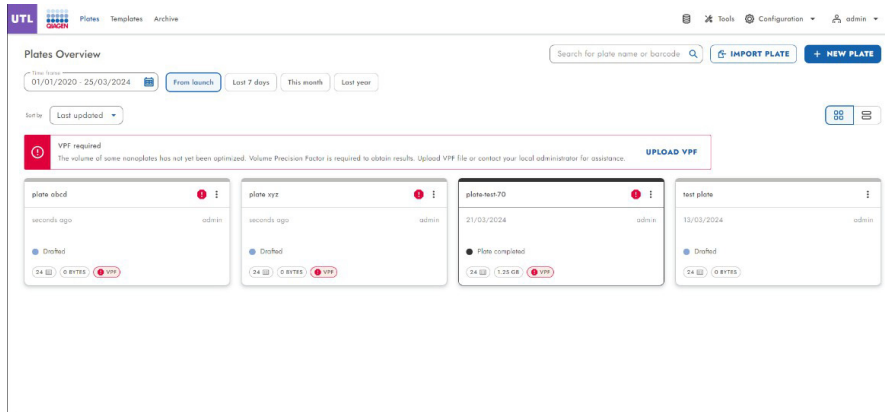 UTL QIAGEN Plates Templates Archive Tools Configuration admin
Plates Overview
Search for plate name or barcode IMPORT PLATE + NEW PLATE
Time frame
01/01/2020 - 25/03/2024 From launch Last 7 days This month Last year
Sort by Last updated
VPF required
The volume of some nanoplates has not yet been optimized. Volume Precision Factor is required to obtain results. Upload VPF file or contact your local administrator for assistance. UPLOAD VPF
plate abcd
seconds ago admin
Drafted
24 0 BYTES VPF
plate xyz
seconds ago admin
Drafted
24 0 BYTES VPF
plate-test-70
21/03/2024 admin
Plate completed
24 1.25 GB VPF
test plate
13/03/2024 admin
Drafted
24 0 BYTES